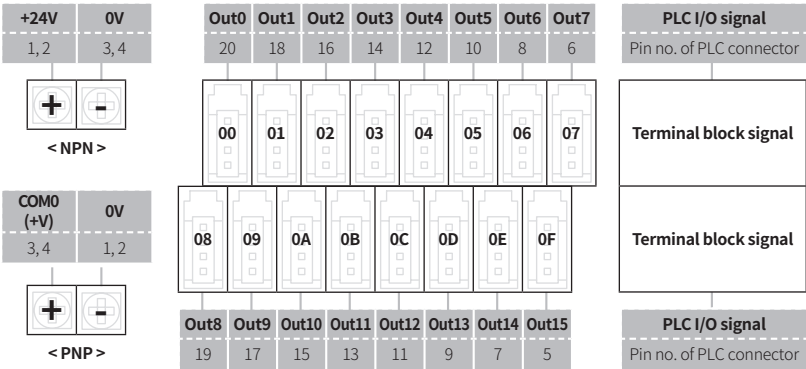 +24V 0V Out0 Out1 Out2 Out3 Out4 Out5 Out6 Out7 PLC I/O signal
1, 2 3, 4 20 18 16 14 12 10 8 6 Pin no. of PLC connector
+ - 00 01 02 03 04 05 06 07 Terminal block signal
< NPN >
COM0
(+V) 0V
3, 4 1, 2
08 09 0A 0B 0C 0D 0E 0F Terminal block signal
+ -
< PNP >
Out8 Out9 Out10 Out11 Out12 Out13 Out14 Out15 PLC I/O signal
19 17 15 13 11 9 7 5 Pin no. of PLC connector